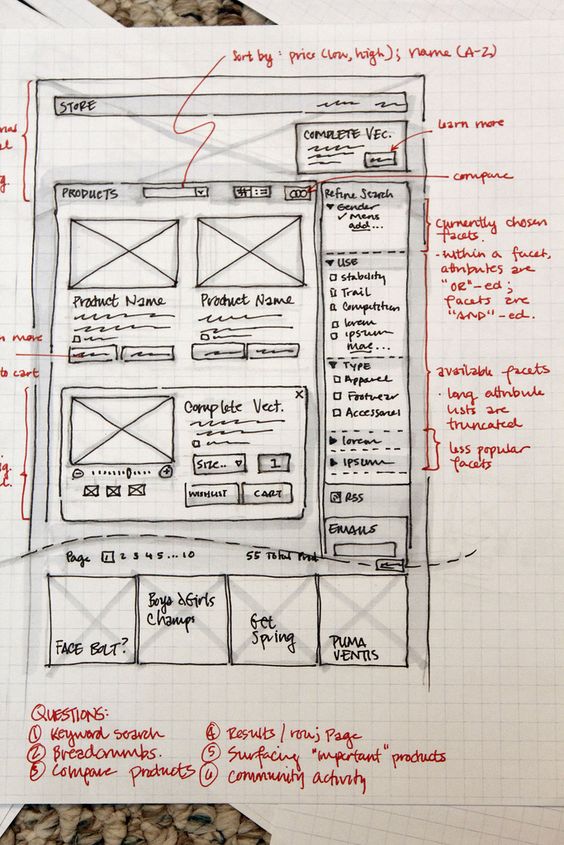 Sort by: price (low, high); name (A-Z)
STORE
COMPLETE VEC.
learn more
PRODUCTS
compare
Refine Search
Gender
✓ Mens
add...
currently chosen
facets.
- within a facet,
attributes are
"OR"-ed;
facets are
"AND"-ed.
USE
Stability
Trail
Competition
lorem
ipsum
Product Name
Product Name
to cart
TYPE
Apparel
Footwear
Accessories
available facets
· long attribute
lists are
truncated
Complete Vect.
X
Size..
1
WISHLIST
CART
lorem
ipsum
less popular
facets
RSS
EMAILS
Page 1 2 3 4 5 ... 10
55 Total Prod
FACE BOLT?
Boys & Girls
Champs
Get
Spring
PUMA
VENTIS
QUESTIONS:
① Keyword search
② Breadcrumbs.
③ Compare products
④ Results / row; Page
⑤ Surfacing "important" products
⑥ community activity